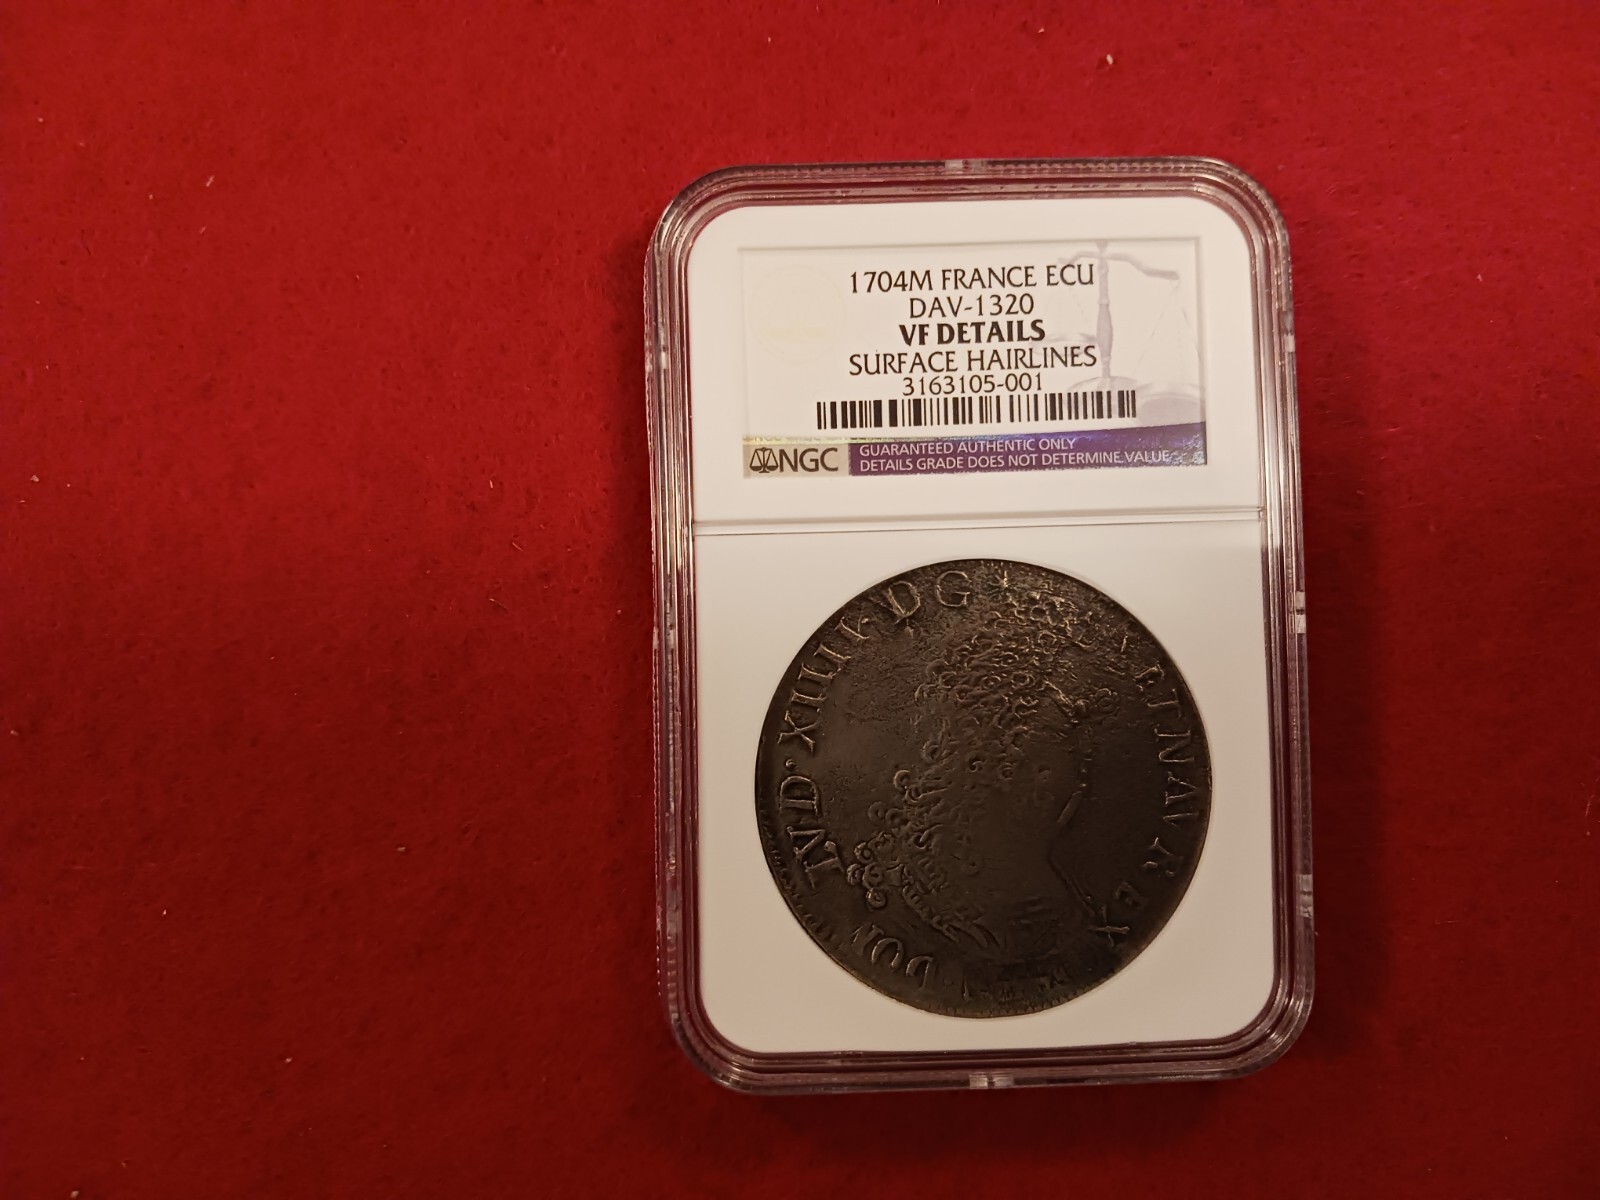 1704M FRANCE ECU
DAV-1320
VF DETAILS
SURFACE HAIRLINES
3163105-001
NGC
GUARANTEED AUTHENTIC ONLY
DETAILS GRADE DOES NOT DETERMINE VALUE
LVD · XIIII · D G
ET NAV REX